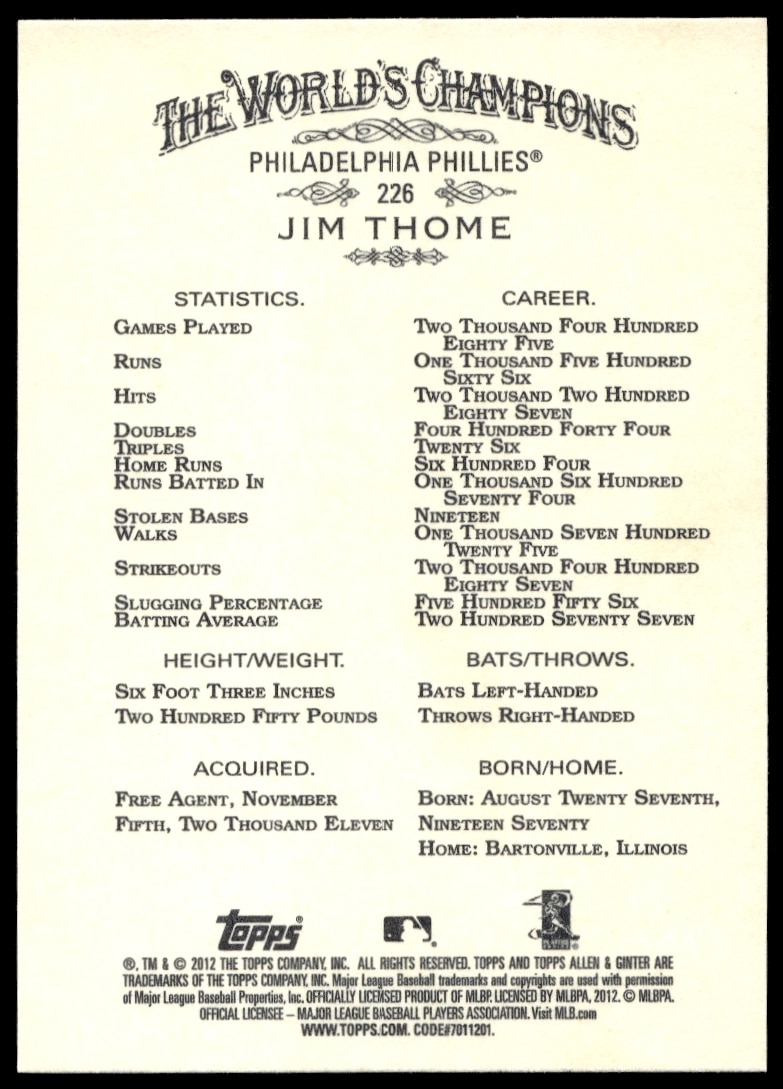 THE WORLD'S CHAMPIONS
PHILADELPHIA PHILLIES®
226
JIM THOME
STATISTICS. CAREER.
GAMES PLAYED TWO THOUSAND FOUR HUNDRED
EIGHTY FIVE
RUNS ONE THOUSAND FIVE HUNDRED
SIXTY SIX
HITS TWO THOUSAND TWO HUNDRED
EIGHTY SEVEN
DOUBLES FOUR HUNDRED FORTY FOUR
TRIPLES TWENTY SIX
HOME RUNS SIX HUNDRED FOUR
RUNS BATTED IN ONE THOUSAND SIX HUNDRED
SEVENTY FOUR
STOLEN BASES NINETEEN
WALKS ONE THOUSAND SEVEN HUNDRED
TWENTY FIVE
STRIKEOUTS TWO THOUSAND FOUR HUNDRED
EIGHTY SEVEN
SLUGGING PERCENTAGE FIVE HUNDRED FIFTY SIX
BATTING AVERAGE TWO HUNDRED SEVENTY SEVEN
HEIGHT/WEIGHT.
SIX FOOT THREE INCHES
TWO HUNDRED FIFTY POUNDS
BATS/THROWS.
BATS LEFT-HANDED
THROWS RIGHT-HANDED
ACQUIRED.
FREE AGENT, NOVEMBER
FIFTH, TWO THOUSAND ELEVEN
BORN/HOME.
BORN: AUGUST TWENTY SEVENTH,
NINETEEN SEVENTY
HOME: BARTONVILLE, ILLINOIS
Topps®
®, TM & © 2012 THE TOPPS COMPANY, INC. ALL RIGHTS RESERVED. TOPPS AND TOPPS ALLEN & GINTER ARE
TRADEMARKS OF THE TOPPS COMPANY, INC. Major League Baseball trademarks and copyrights are used with permission
of Major League Baseball Properties, Inc. OFFICIALLY LICENSED PRODUCT OF MLBP. LICENSED BY MLBPA, 2012. © MLBPA.
OFFICIAL LICENSEE – MAJOR LEAGUE BASEBALL PLAYERS ASSOCIATION. Visit MLB.com
WWW.TOPPS.COM. CODE#7011201.